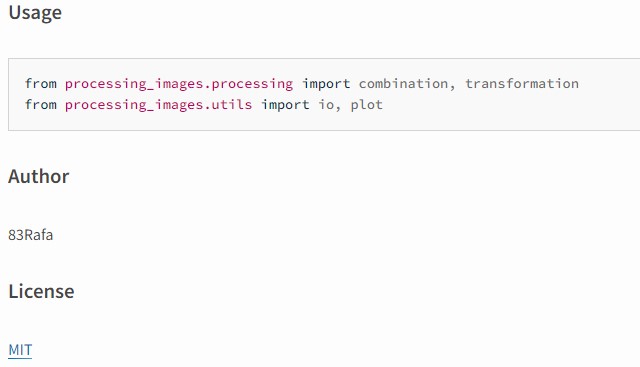 Usage
from processing_images.processing import combination, transformation
from processing_images.utils import io, plot
Author
83Rafa
License
MIT